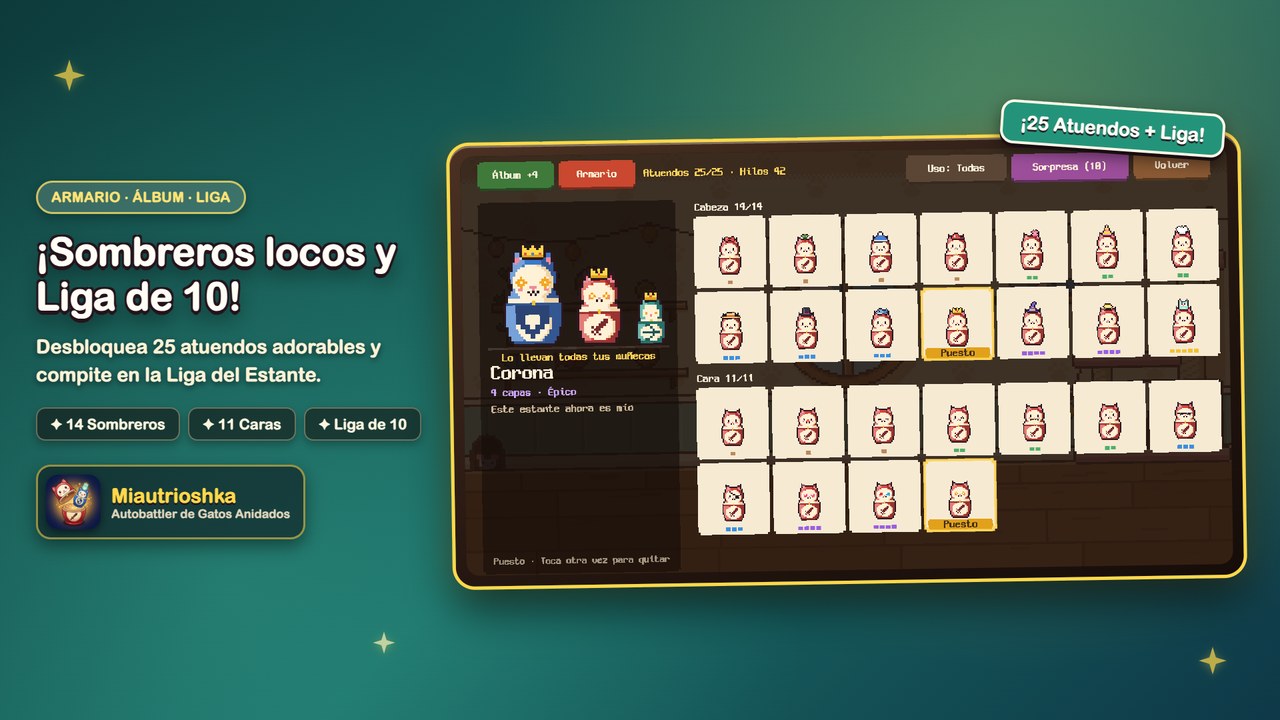 ¡25 Atuendos + Liga!
ARMARIO · ÁLBUM · LIGA
¡Sombreros locos y
Liga de 10!
Desbloquea 25 atuendos adorables y
compite en la Liga del Estante.
✦ 14 Sombreros
✦ 11 Caras
✦ Liga de 10
Miautrioshka
Autobattler de Gatos Anidados
Álbum +4
Armario
Atuendos 25/25 · Hilos 42
Uso: Todas
Sorpresa (10)
Volver
Lo llevan todas tus muñecas
Corona
4 capas · Épico
Este estante ahora es mío
Puesto · Toca otra vez para quitar
Cabeza 14/14
Puesto
Cara 11/11
Puesto